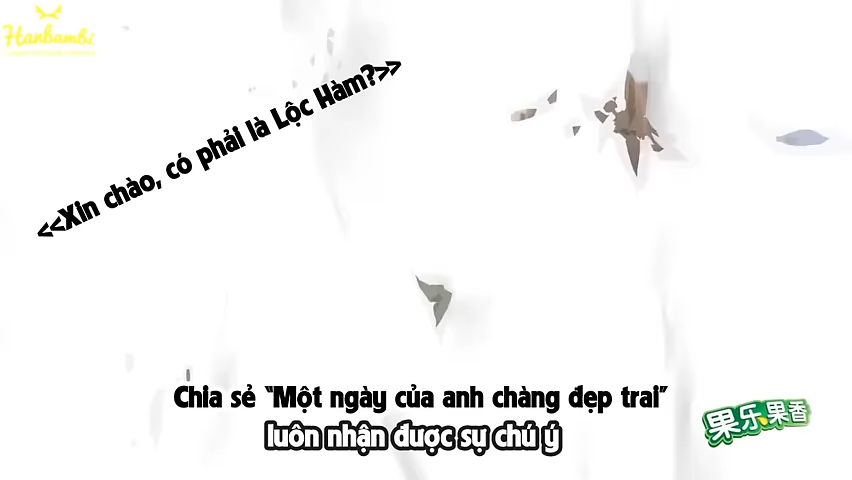 Hanbambi
<<Xin chào, có phải là Lộc Hàm?>>
Chia sẻ "Một ngày của anh chàng đẹp trai"
luôn nhận được sự chú ý
果乐果香